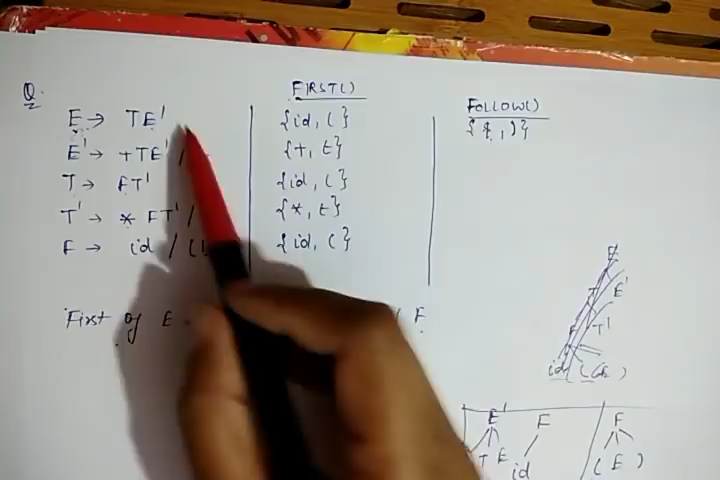 Q.
FIRST()
FOLLOW()
E → TE' {id, (} {$, )}
E' → +TE' / {+, ε}
T → FT' {id, (}
T' → * FT' / {*, ε}
F → id / ( {id, (}
First of E F
E
T E'
F T'
id ( E )
E' F F
T E id ( E )